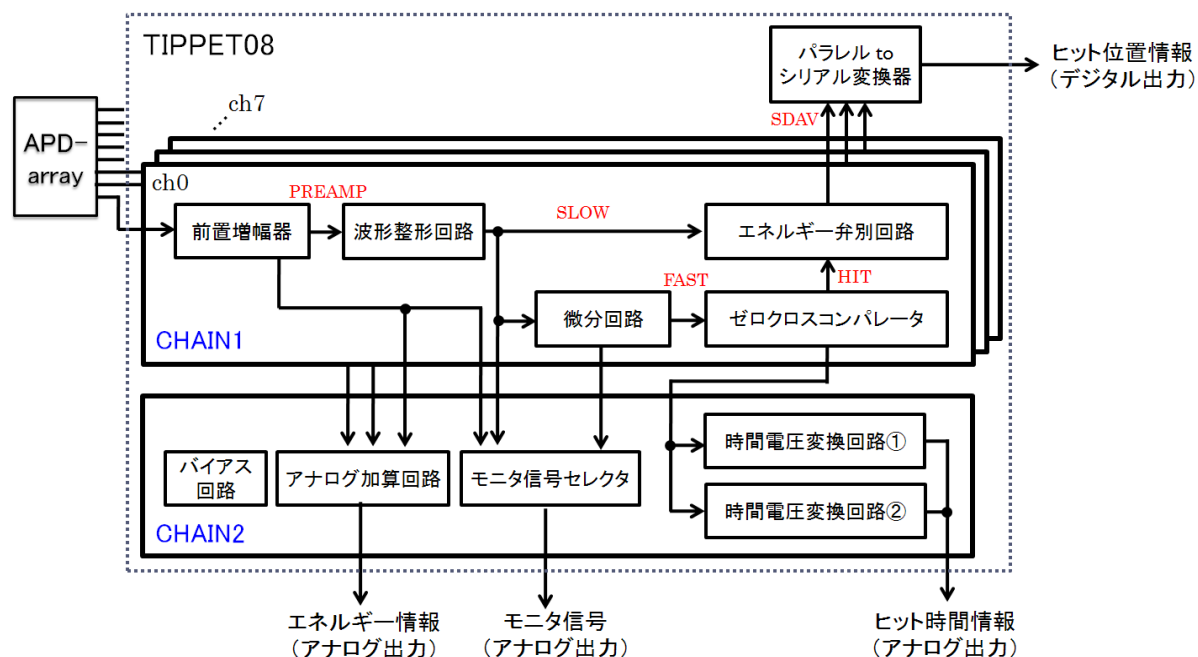 TIPPET08
パラレル to
シリアル変換器
ヒット位置情報
(デジタル出力)
APD-
array
ch7
SDAV
ch0
PREAMP
前置増幅器
波形整形回路
SLOW
エネルギー弁別回路
FAST
HIT
微分回路
ゼロクロスコンパレータ
CHAIN1
バイアス
回路
アナログ加算回路
モニタ信号セレクタ
時間電圧変換回路①
時間電圧変換回路②
CHAIN2
エネルギー情報
(アナログ出力)
モニタ信号
(アナログ出力)
ヒット時間情報
(アナログ出力)